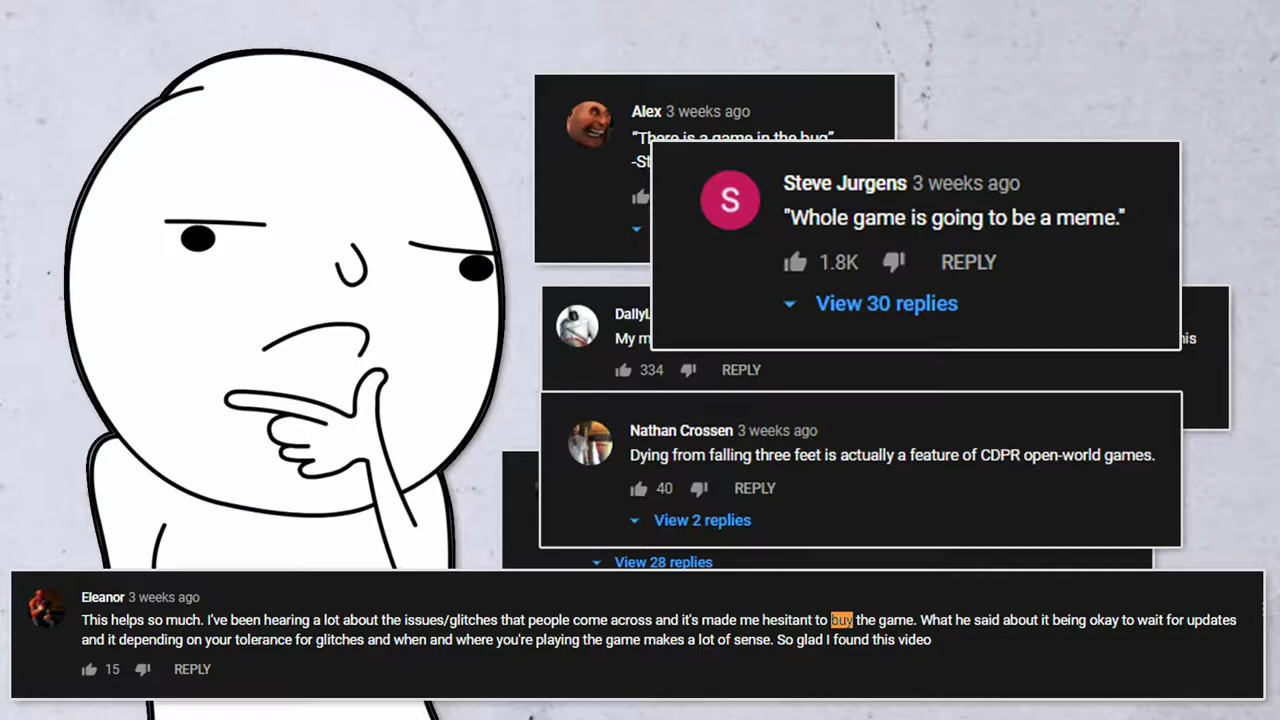 Alex 3 weeks ago
"There is a game in the bug"
Steve Jurgens 3 weeks ago
"Whole game is going to be a meme."
1.8K REPLY
View 30 replies
My
334 REPLY
Nathan Crossen 3 weeks ago
Dying from falling three feet is actually a feature of CDPR open-world games.
40 REPLY
View 2 replies
View 28 replies
Eleanor 3 weeks ago
This helps so much. I've been hearing a lot about the issues/glitches that people come across and it's made me hesitant to buy the game. What he said about it being okay to wait for updates
and it depending on your tolerance for glitches and when and where you're playing the game makes a lot of sense. So glad I found this video
15 REPLY